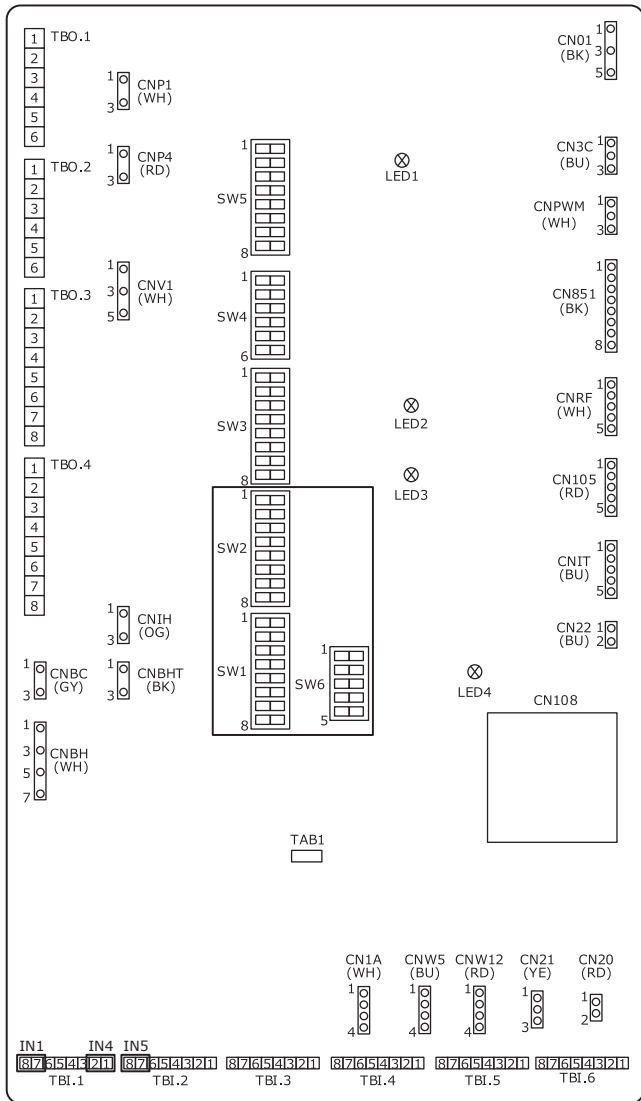 TBO.1
1
2
3
4
5
6
TBO.2
1
2
3
4
5
6
TBO.3
1
2
3
4
5
6
7
8
TBO.4
1
2
3
4
5
6
7
8
CNP1
(WH)
1
3
CNP4
(RD)
1
3
CNV1
(WH)
1
3
5
CNIH
(OG)
1
3
CNBC
(GY)
1
3
CNBHT
(BK)
1
3
CNBH
(WH)
1
3
5
7
SW5
1
8
SW4
1
6
SW3
1
8
SW2
1
8
SW1
1
8
SW6
1
5
LED1
LED2
LED3
LED4
CN01
(BK)
1
3
5
CN3C
(BU)
1
3
CNPWM
(WH)
1
3
CN851
(BK)
1
8
CNRF
(WH)
1
5
CN105
(RD)
1
5
CNIT
(BU)
1
5
CN22
(BU)
1
2
CN108
TAB1
CN1A
(WH)
1
4
CNW5
(BU)
1
4
CNW12
(RD)
1
4
CN21
(YE)
1
3
CN20
(RD)
1
2
IN1 IN4 IN5
8 7 6 5 4 3 2 1
TBI.1
8 7 6 5 4 3 2 1
TBI.2
8 7 6 5 4 3 2 1
TBI.3
8 7 6 5 4 3 2 1
TBI.4
8 7 6 5 4 3 2 1
TBI.5
8 7 6 5 4 3 2 1
TBI.6